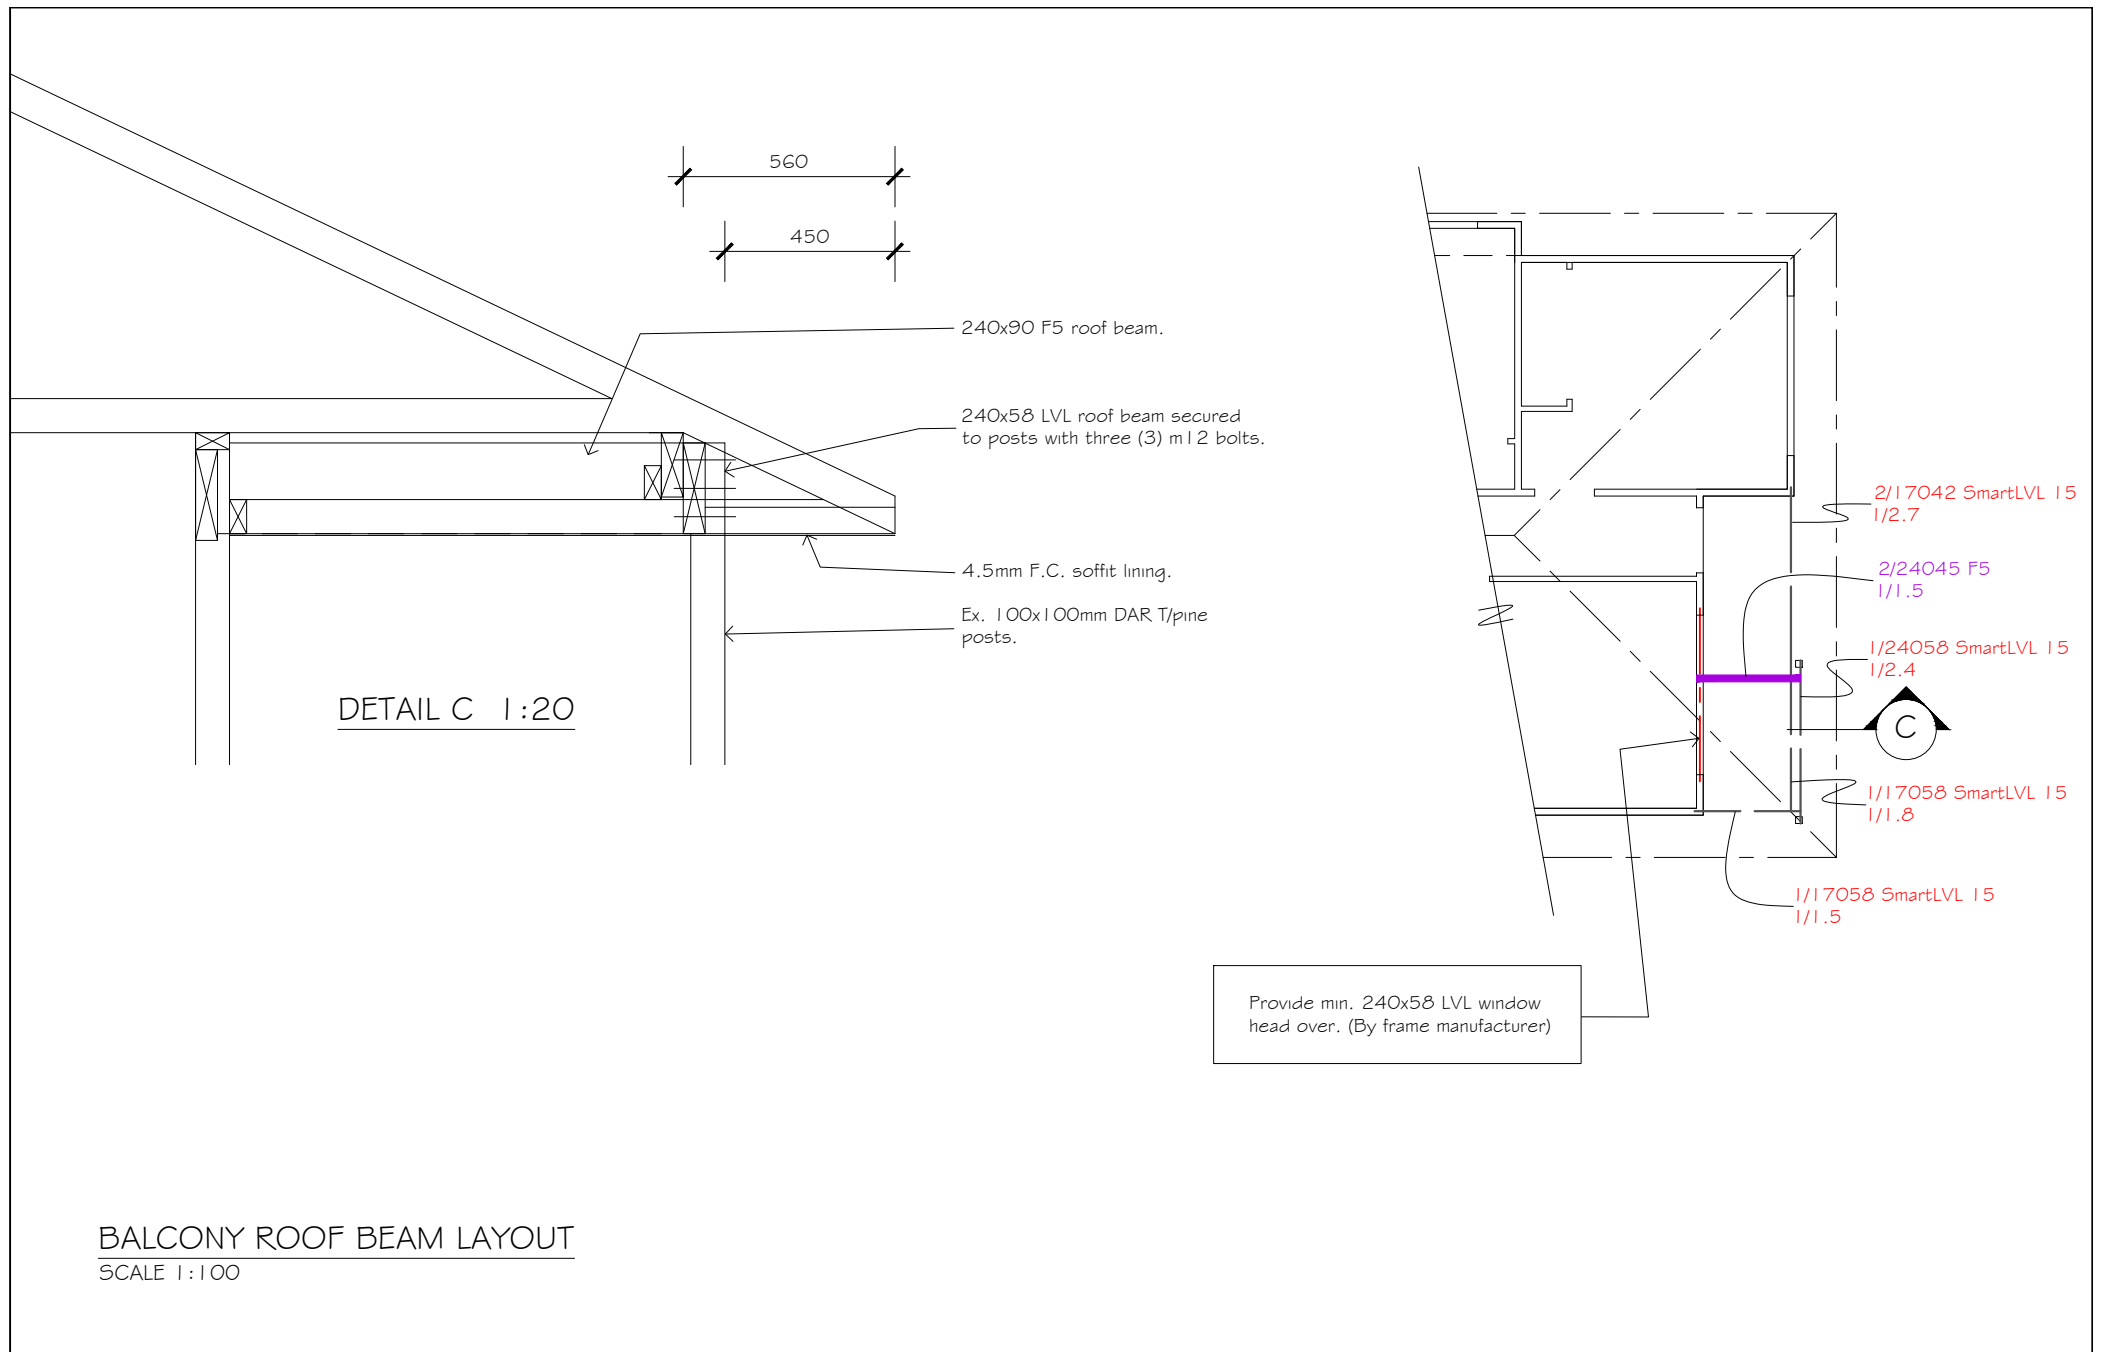 560
450
240x90 F5 roof beam.
240x58 LVL roof beam secured
to posts with three (3) m12 bolts.
4.5mm F.C. soffit lining.
Ex. 100x100mm DAR T/pine
posts.
DETAIL C 1:20
2/17042 SmartLVL 15
1/2.7
2/24045 F5
1/1.5
1/24058 SmartLVL 15
1/2.4
C
1/17058 SmartLVL 15
1/1.8
1/17058 SmartLVL 15
1/1.5
Provide min. 240x58 LVL window
head over. (By frame manufacturer)
BALCONY ROOF BEAM LAYOUT
SCALE 1:100